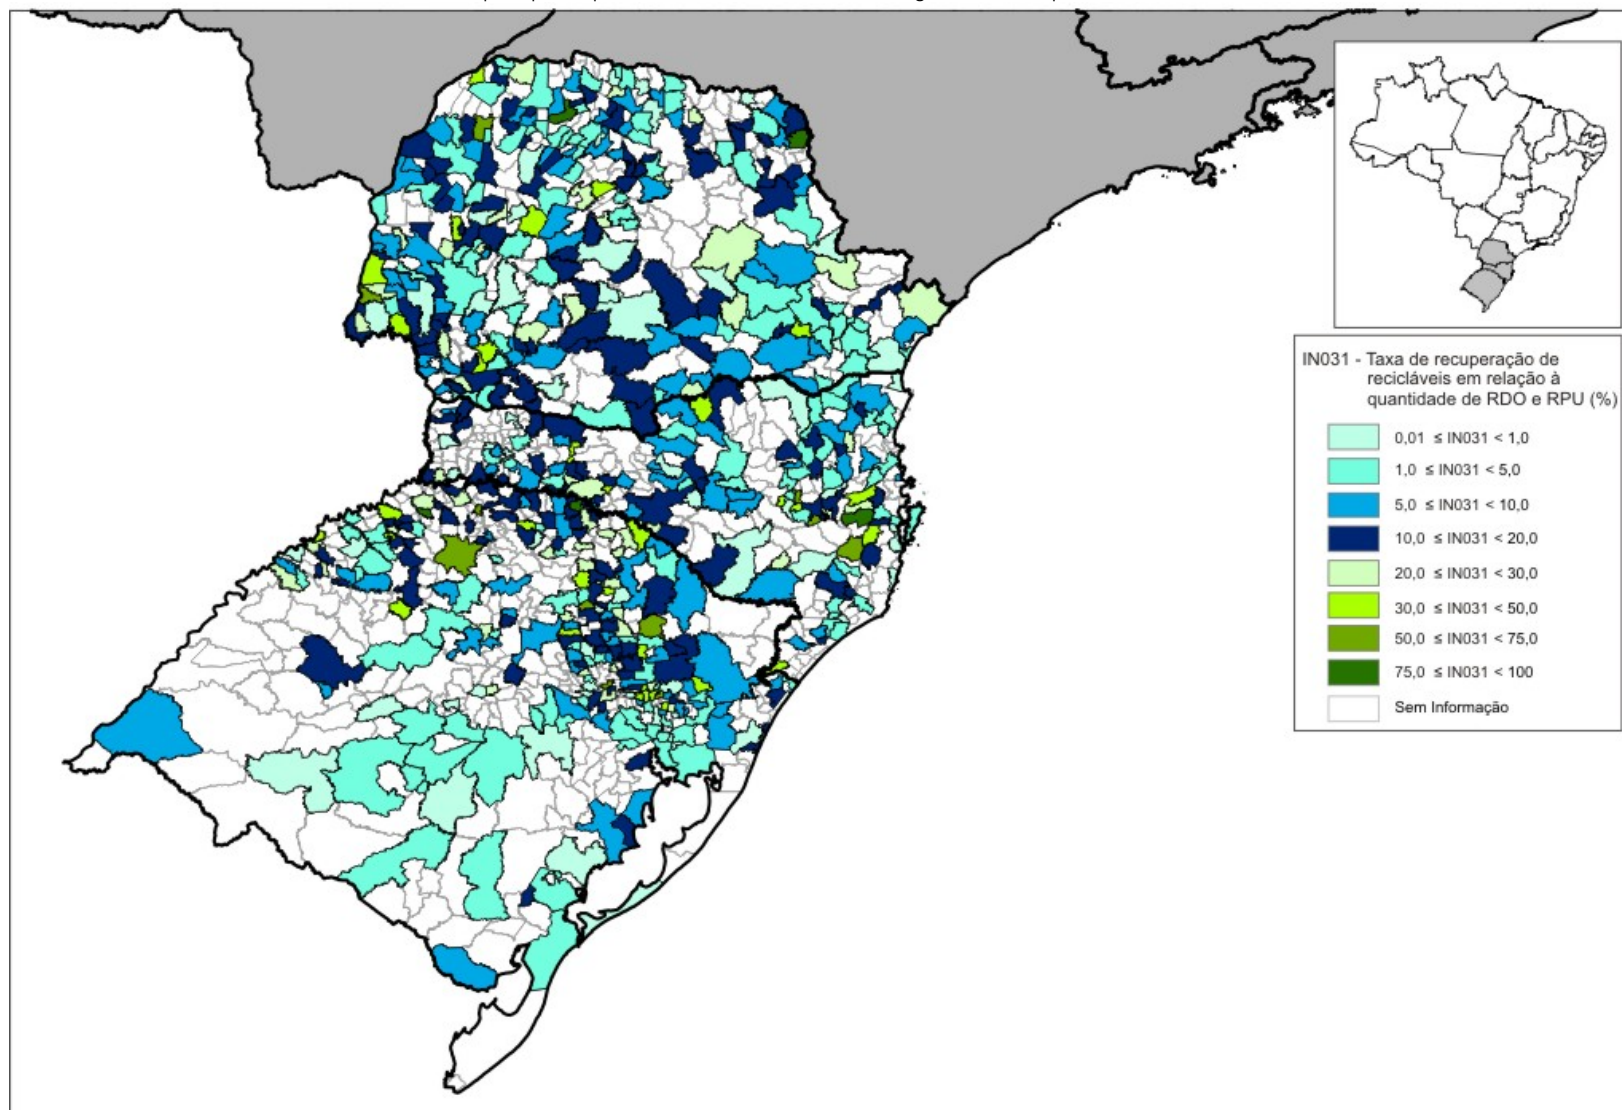 IN031 - Taxa de recuperação de
recicláveis em relação à
quantidade de RDO e RPU (%)
0,01 ≤ IN031 < 1,0
1,0 ≤ IN031 < 5,0
5,0 ≤ IN031 < 10,0
10,0 ≤ IN031 < 20,0
20,0 ≤ IN031 < 30,0
30,0 ≤ IN031 < 50,0
50,0 ≤ IN031 < 75,0
75,0 ≤ IN031 < 100
Sem Informação